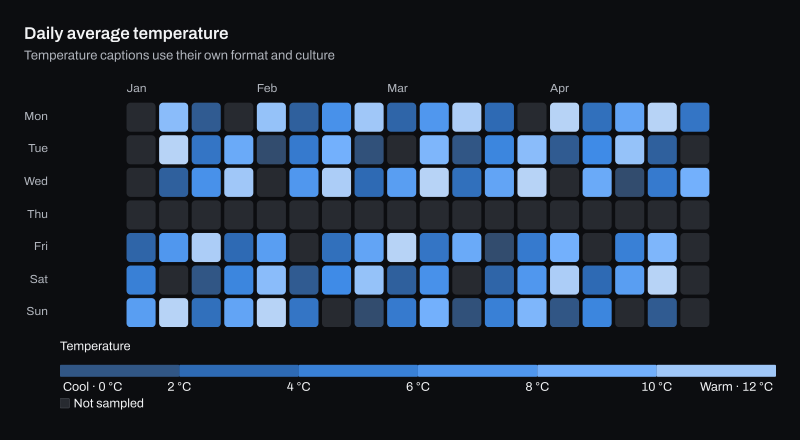 Daily average temperature
Temperature captions use their own format and culture
Jan Feb Mar Apr
Mon
Tue
Wed
Thu
Fri
Sat
Sun
Temperature
Cool · 0 °C 2 °C 4 °C 6 °C 8 °C 10 °C Warm · 12 °C
Not sampled